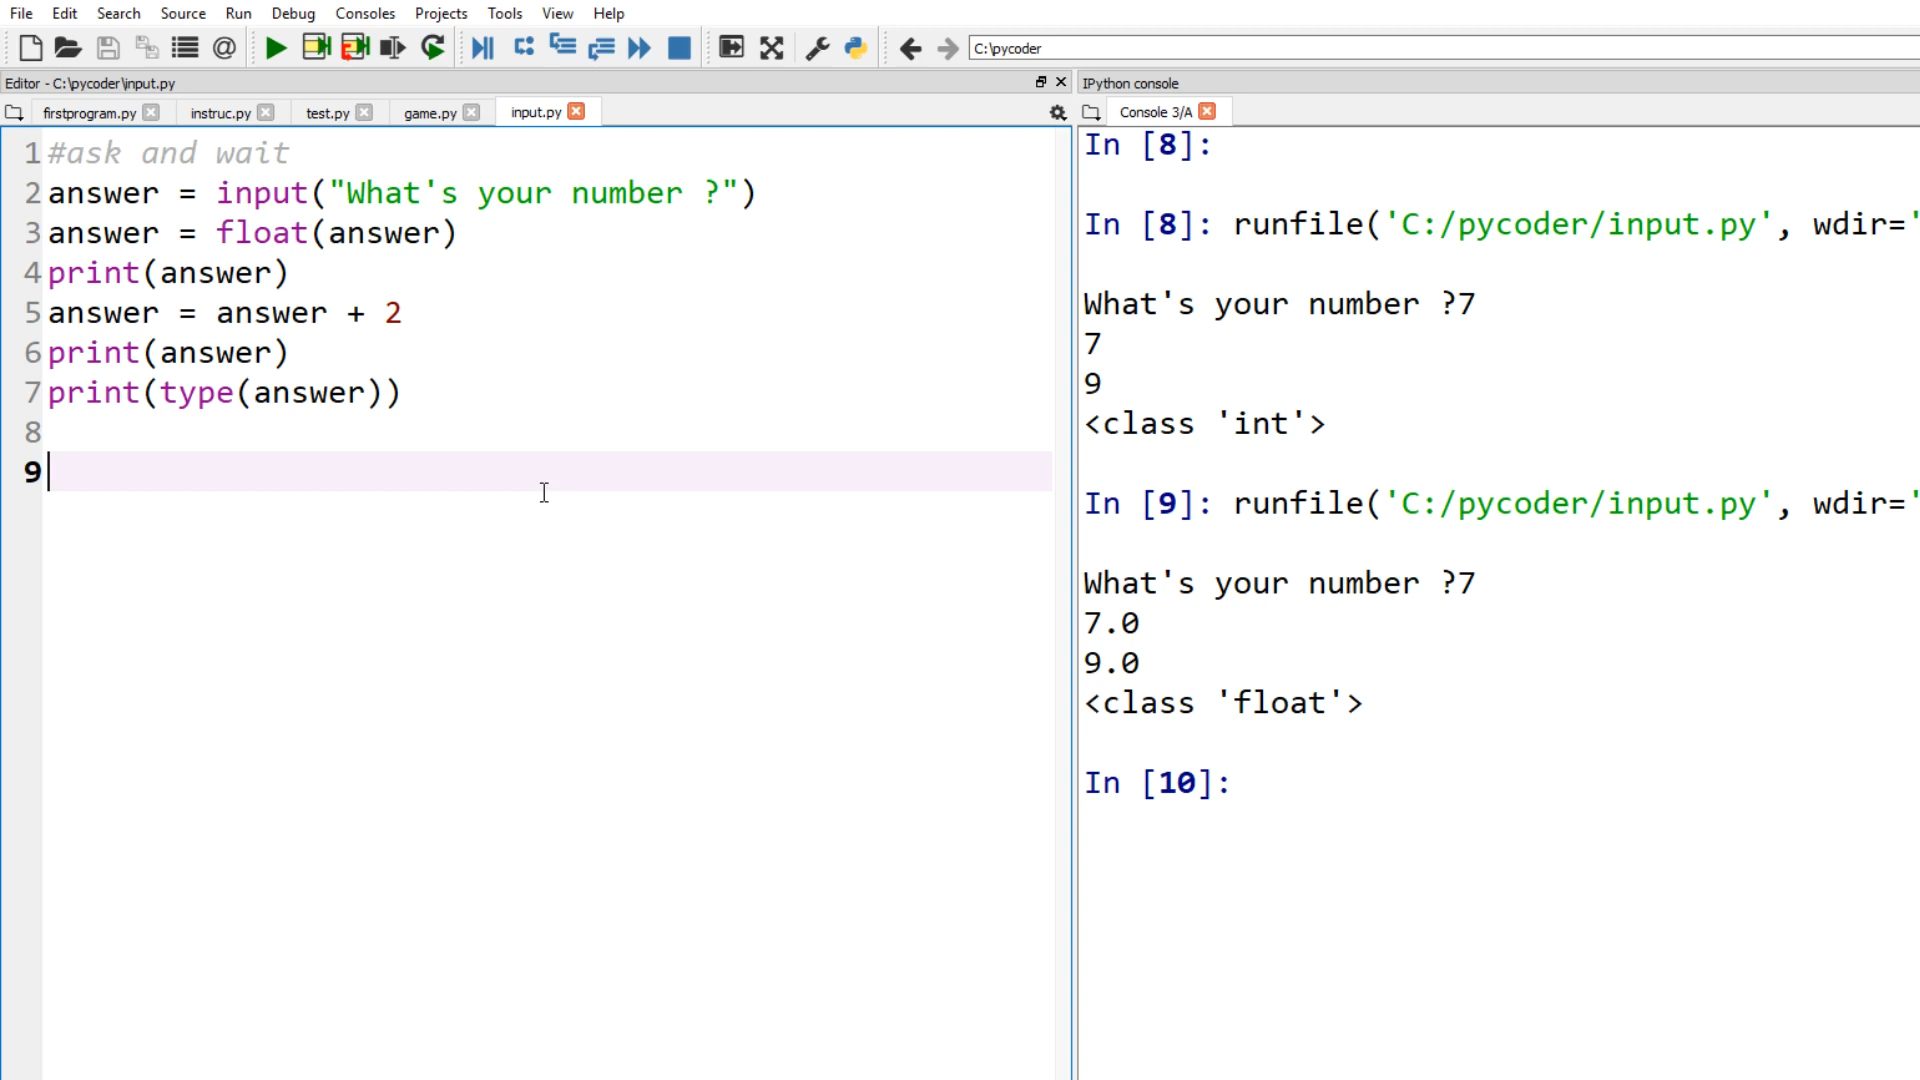 File Edit Search Source Run Debug Consoles Projects Tools View Help
C:\pycoder
Editor - C:\pycoder\input.py
firstprogram.py instruc.py test.py game.py input.py
1 #ask and wait
2 answer = input("What's your number ?")
3 answer = float(answer)
4 print(answer)
5 answer = answer + 2
6 print(answer)
7 print(type(answer))
8
9
IPython console
Console 3/A
In [8]:
In [8]: runfile('C:/pycoder/input.py', wdir='
What's your number ?7
7
9
<class 'int'>
In [9]: runfile('C:/pycoder/input.py', wdir='
What's your number ?7
7.0
9.0
<class 'float'>
In [10]: